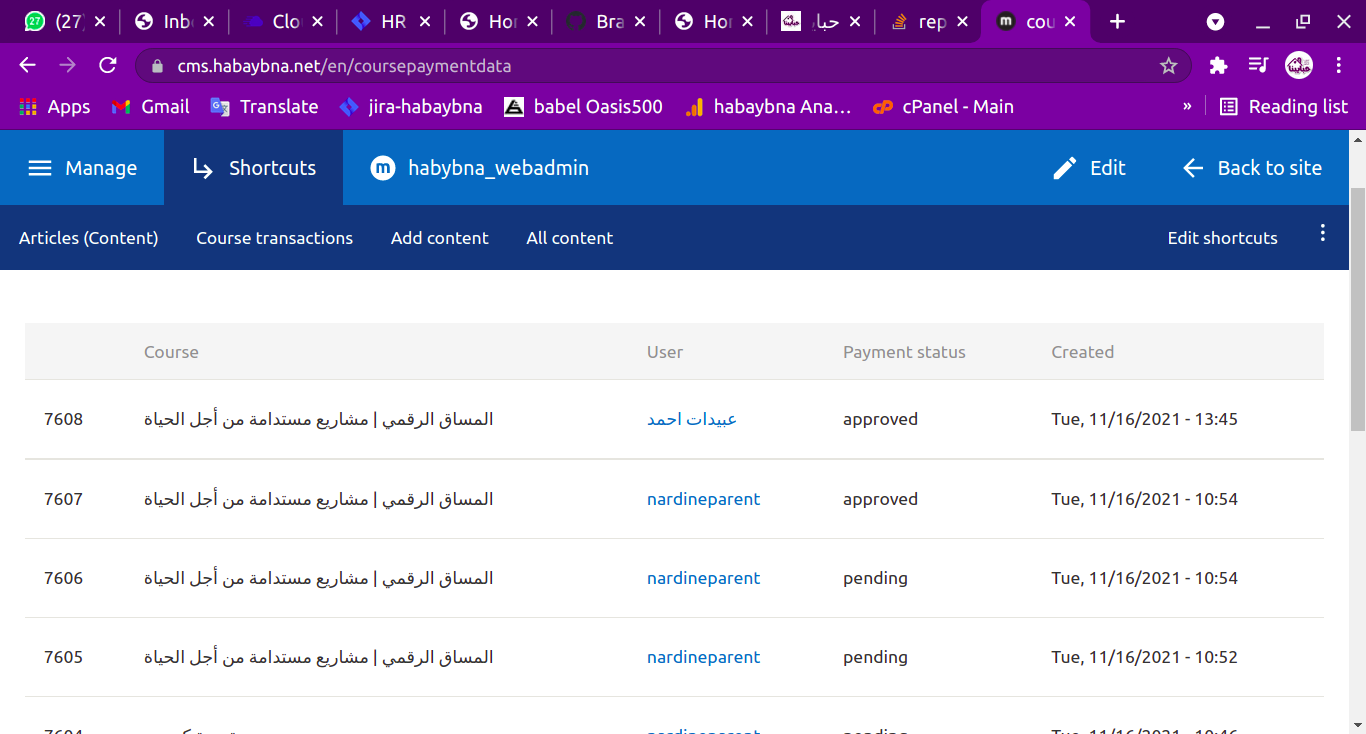 27 (27) Inb Clo HR Hor Bra Hor حباي rep cou
cms.habaybna.net/en/coursepaymentdata
Apps Gmail Translate jira-habaybna babel Oasis500 habaybna Ana... cPanel - Main » Reading list
Manage Shortcuts habybna_webadmin Edit Back to site
Articles (Content) Course transactions Add content All content Edit shortcuts
Course User Payment status Created
7608 المساق الرقمي | مشاريع مستدامة من أجل الحياة عبيدات احمد approved Tue, 11/16/2021 - 13:45
7607 المساق الرقمي | مشاريع مستدامة من أجل الحياة nardineparent approved Tue, 11/16/2021 - 10:54
7606 المساق الرقمي | مشاريع مستدامة من أجل الحياة nardineparent pending Tue, 11/16/2021 - 10:54
7605 المساق الرقمي | مشاريع مستدامة من أجل الحياة nardineparent pending Tue, 11/16/2021 - 10:52